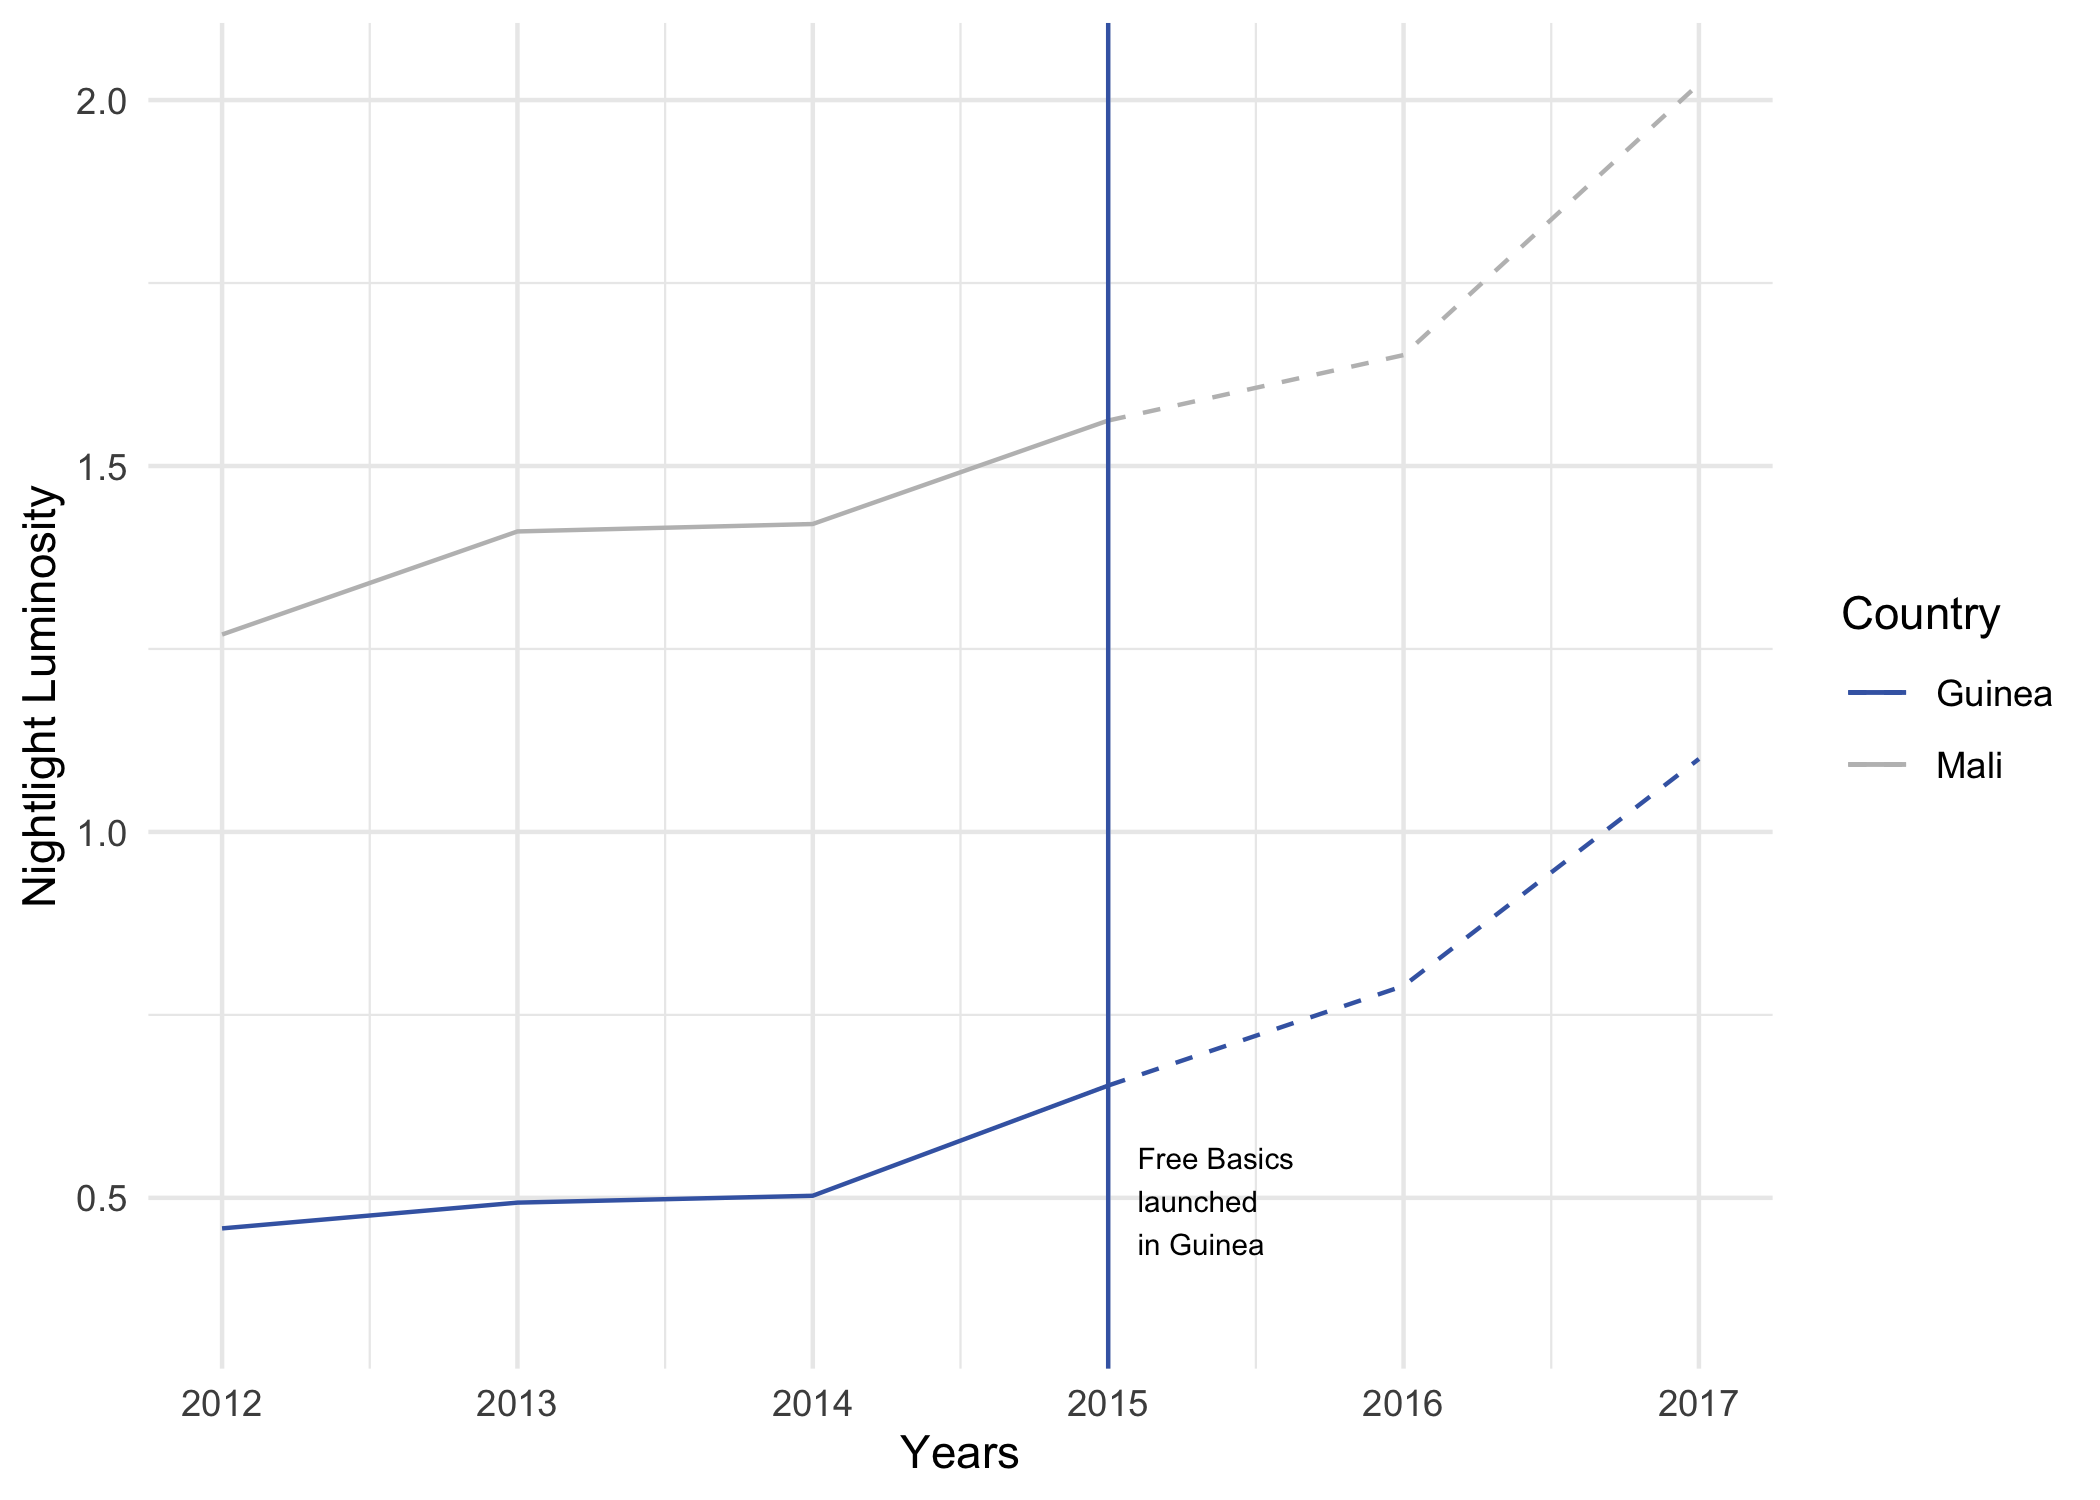 2.0
1.5
1.0
0.5
Nightlight Luminosity
Free Basics
launched
in Guinea
2012 2013 2014 2015 2016 2017
Years
Country
Guinea
Mali